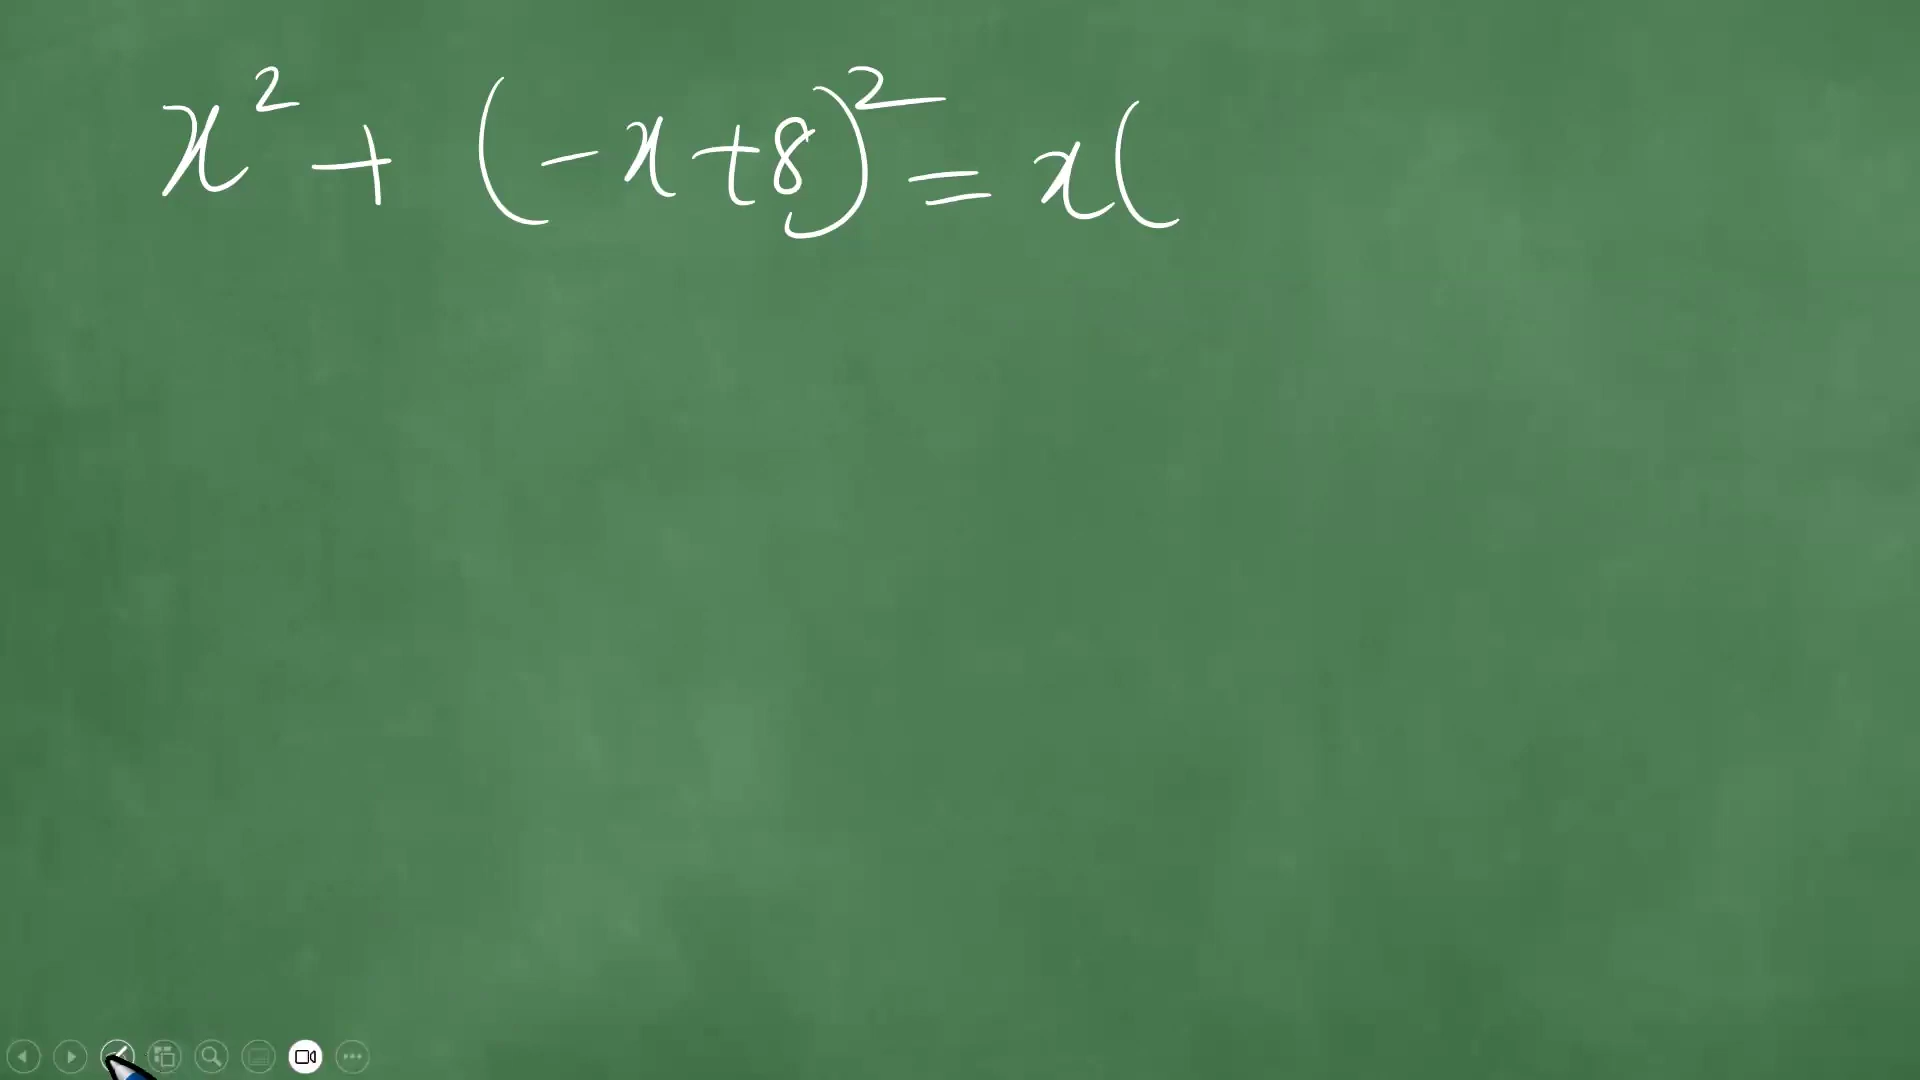 x² + (-x+8)² = x(